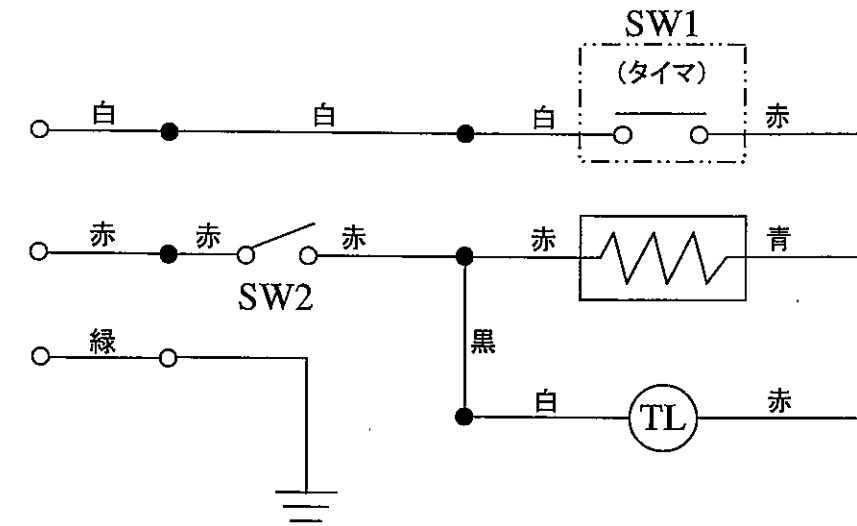 SW1
(タイマ)
白 白 白 赤
赤 赤 赤 赤 青
SW2
緑
黒
白 TL 赤